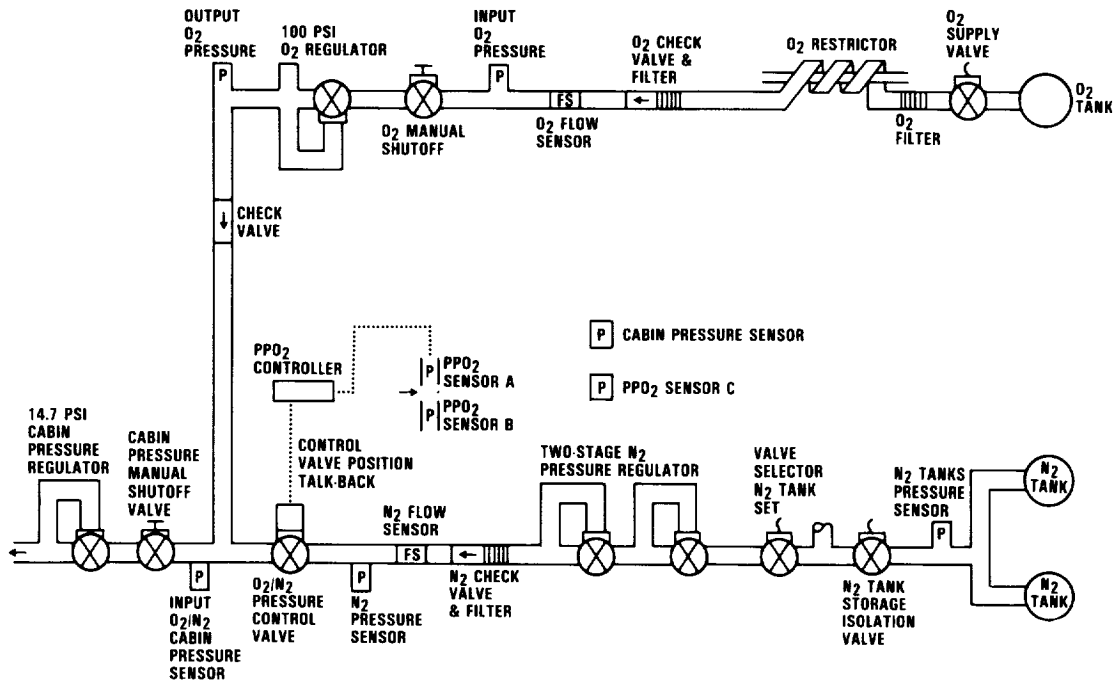 OUTPUT
O2
PRESSURE
P
100 PSI
O2 REGULATOR
INPUT
O2
PRESSURE
P
O2 MANUAL
SHUTOFF
FS
O2 FLOW
SENSOR
O2 CHECK
VALVE &
FILTER
O2 RESTRICTOR
O2
FILTER
O2
SUPPLY
VALVE
O2
TANK
CHECK
VALVE
PPO2
CONTROLLER
P
PPO2
SENSOR A
P
PPO2
SENSOR B
P
CABIN PRESSURE SENSOR
P
PPO2 SENSOR C
14.7 PSI
CABIN
PRESSURE
REGULATOR
CABIN
PRESSURE
MANUAL
SHUTOFF
VALVE
CONTROL
VALVE POSITION
TALK-BACK
N2 FLOW
SENSOR
FS
TWO-STAGE N2
PRESSURE REGULATOR
VALVE
SELECTOR
N2 TANK
SET
N2 TANKS
PRESSURE
SENSOR
P
N2
TANK
N2
TANK
P
INPUT
O2/N2
CABIN
PRESSURE
SENSOR
O2/N2
PRESSURE
CONTROL
VALVE
P
N2
PRESSURE
SENSOR
N2 CHECK
VALVE
& FILTER
N2 TANK
STORAGE
ISOLATION
VALVE